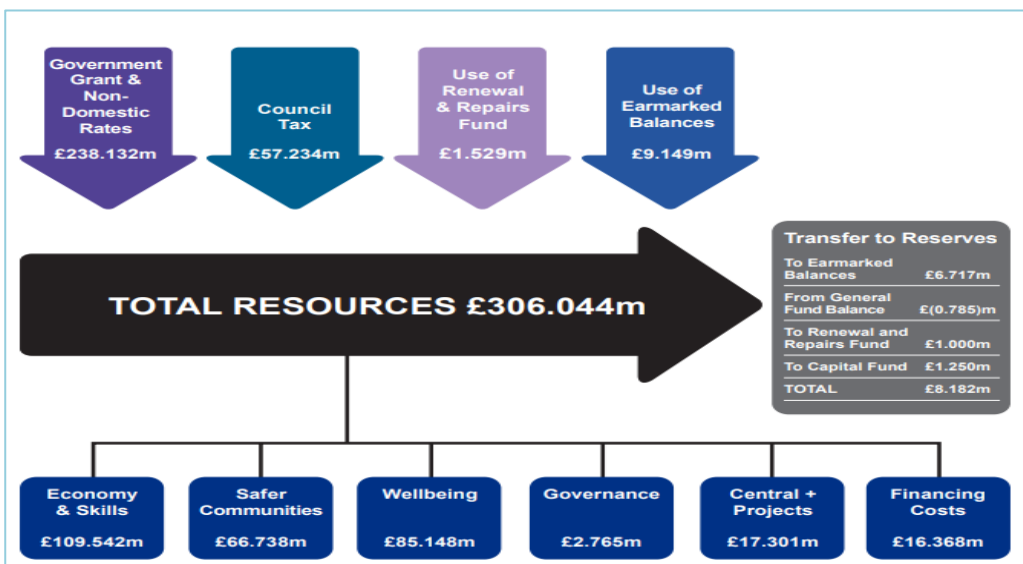 Government
Grant &
Non-
Domestic
Rates
£238.132m
Council
Tax
£57.234m
Use of
Renewal
& Repairs
Fund
£1.529m
Use of
Earmarked
Balances
£9.149m
TOTAL RESOURCES £306.044m
Transfer to Reserves
To Earmarked
Balances £6.717m
From General
Fund Balance £(0.785)m
To Renewal and
Repairs Fund £1.000m
To Capital Fund £1.250m
TOTAL £8.182m
Economy
& Skills
£109.542m
Safer
Communities
£66.738m
Wellbeing
£85.148m
Governance
£2.765m
Central +
Projects
£17.301m
Financing
Costs
£16.368m